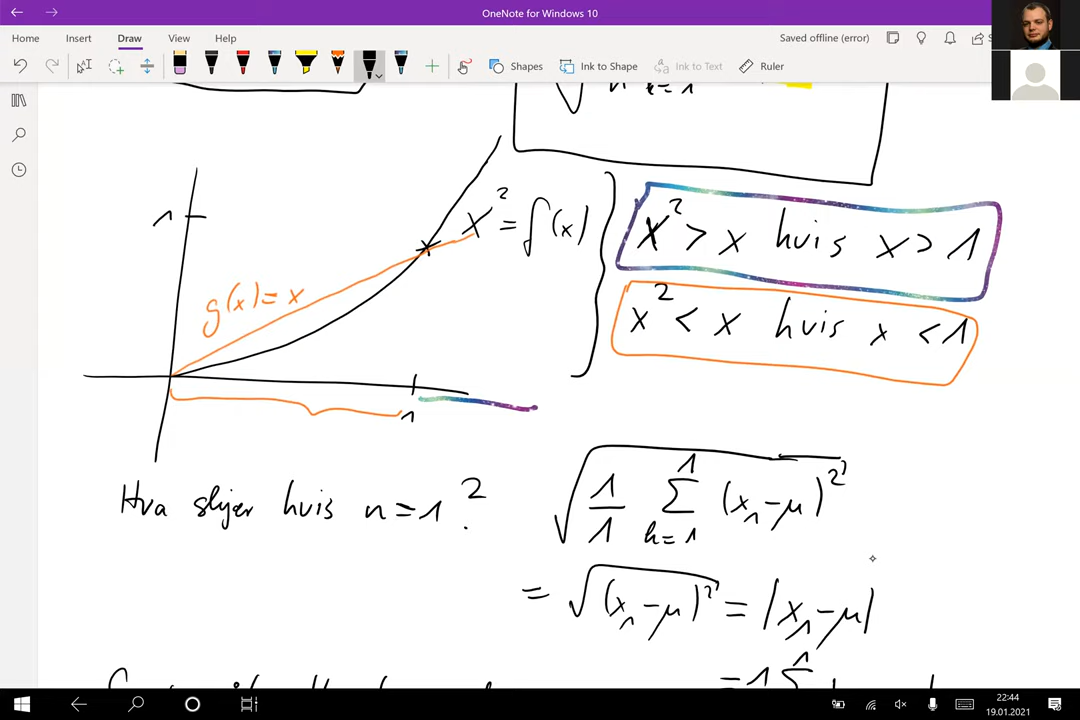 OneNote for Windows 10
Home Insert Draw View Help
Saved offline (error)
Shapes Ink to Shape Ink to Text Ruler
1
x² = f(x)
g(x) = x
1
x² > x hvis x > 1
x² < x hvis x < 1
Hva skjer hvis n = 1?
√(1/1 Σ_{k=1}^{1} (x₁-μ)²)
= √(x₁-μ)² = |x₁-μ|
22:44
19.01.2021